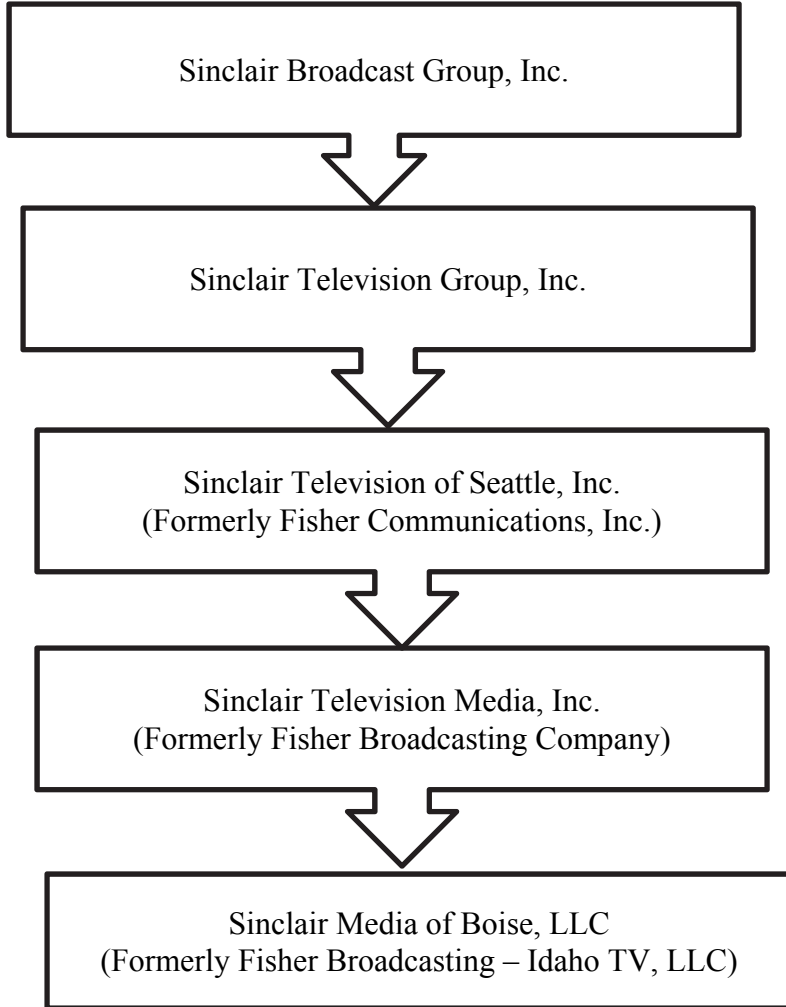 Sinclair Broadcast Group, Inc.
Sinclair Television Group, Inc.
Sinclair Television of Seattle, Inc.
(Formerly Fisher Communications, Inc.)
Sinclair Television Media, Inc.
(Formerly Fisher Broadcasting Company)
Sinclair Media of Boise, LLC
(Formerly Fisher Broadcasting – Idaho TV, LLC)